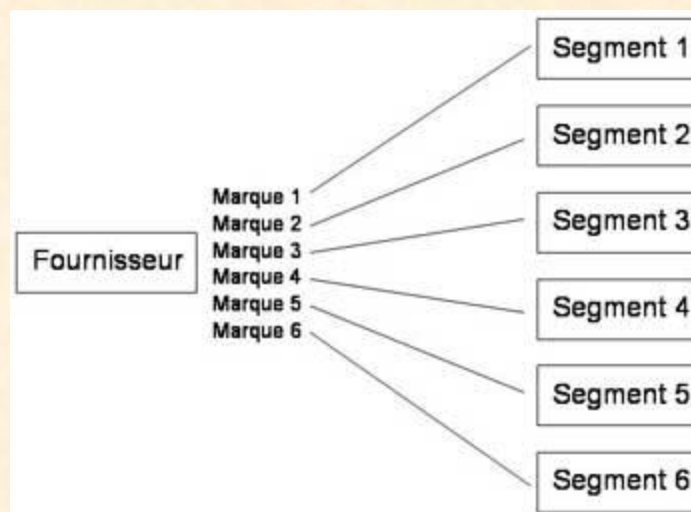 Segment 1
Segment 2
Marque 1
Marque 2
Marque 3
Marque 4
Marque 5
Marque 6
Fournisseur
Segment 3
Segment 4
Segment 5
Segment 6